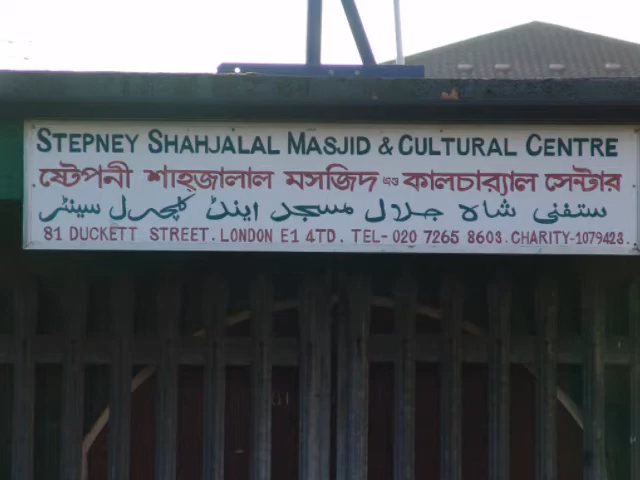 STEPNEY SHAHJALAL MASJID & CULTURAL CENTRE
ষ্টেপনী শাহ্জালাল মসজিদ এণ্ড কালচার‍্যাল সেন্টার
ستفنی شاہ جلال مسجد اینڈ کلچرل سینٹر
81 DUCKETT STREET. LONDON E1 4TD. TEL- 020 7265 8603. CHARITY-1079423.
81